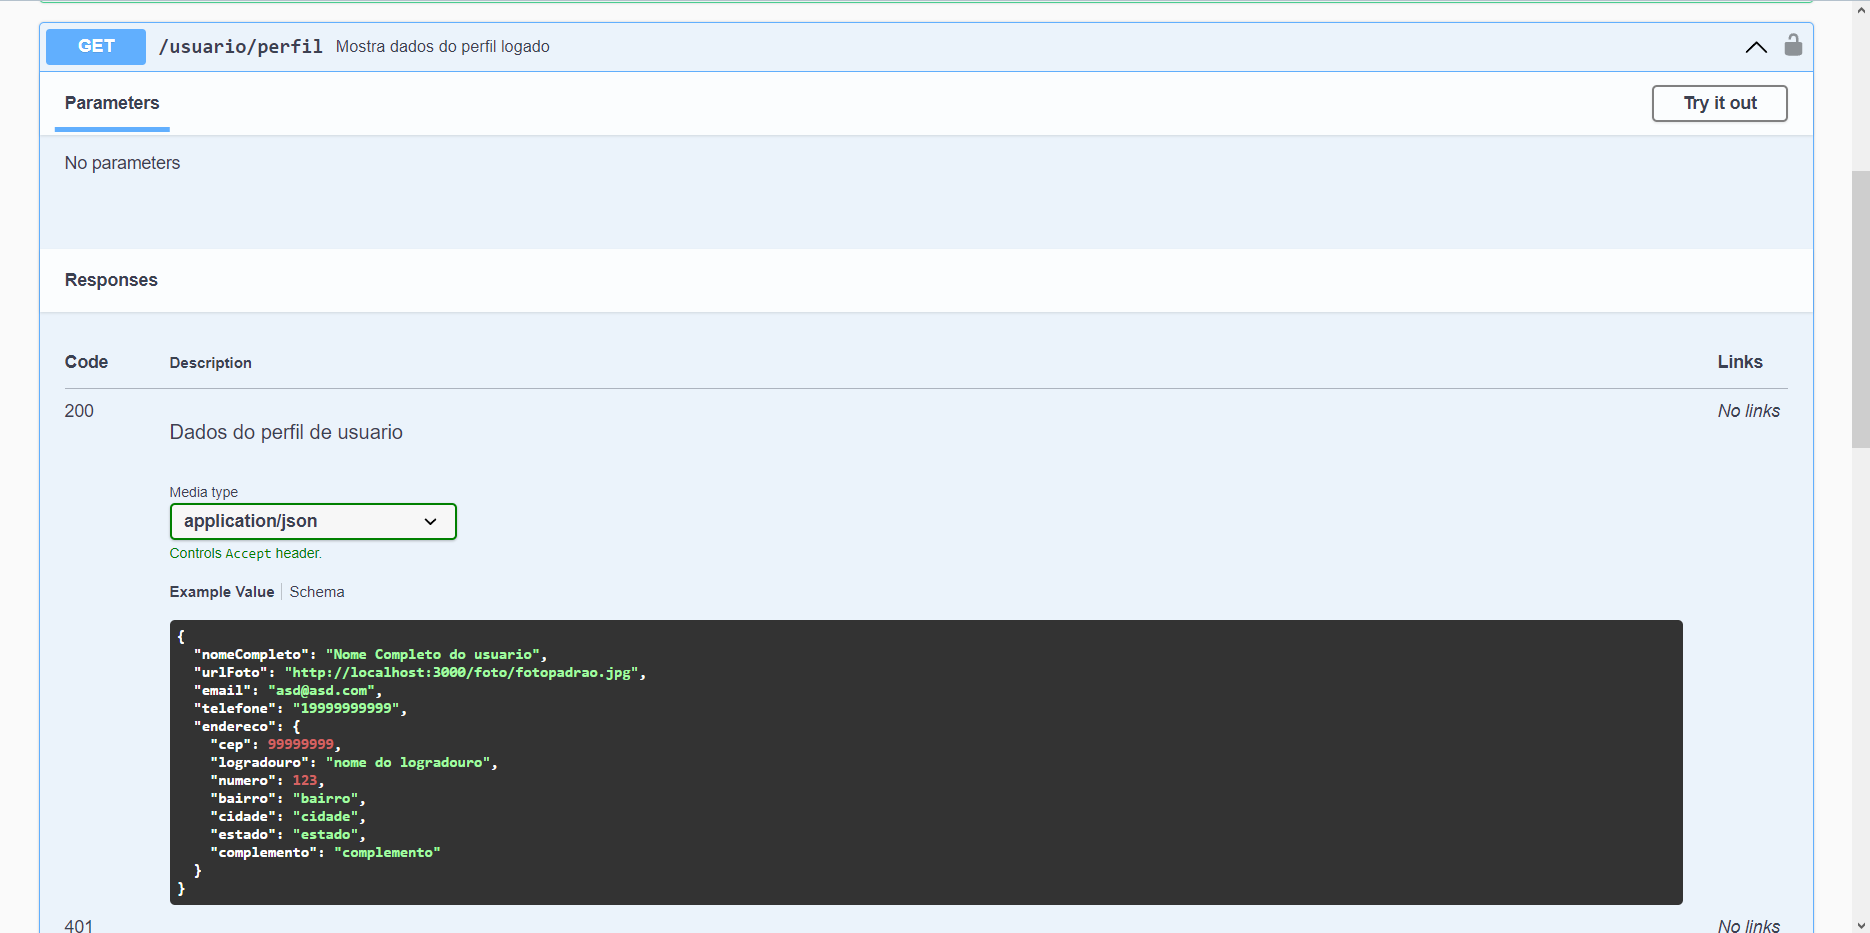 GET /usuario/perfil Mostra dados do perfil logado
Parameters
Try it out
No parameters
Responses
Code Description Links
200 No links
Dados do perfil de usuario
Media type
application/json
Controls Accept header.
Example Value Schema
{
  "nomeCompleto": "Nome Completo do usuario",
  "urlFoto": "http://localhost:3000/foto/fotopadrao.jpg",
  "email": "asd@asd.com",
  "telefone": "19999999999",
  "endereco": {
    "cep": 99999999,
    "logradouro": "nome do logradouro",
    "numero": 123,
    "bairro": "bairro",
    "cidade": "cidade",
    "estado": "estado",
    "complemento": "complemento"
  }
}
401 No links